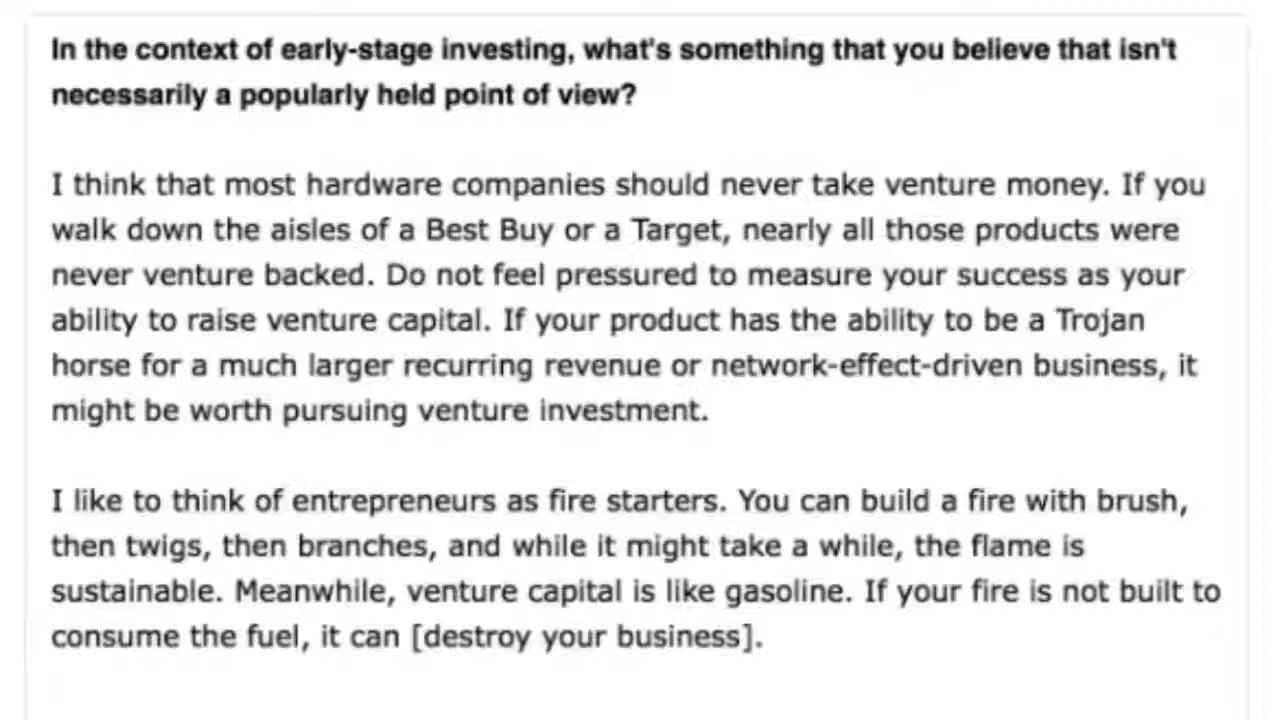 In the context of early-stage investing, what's something that you believe that isn't
necessarily a popularly held point of view?
I think that most hardware companies should never take venture money. If you
walk down the aisles of a Best Buy or a Target, nearly all those products were
never venture backed. Do not feel pressured to measure your success as your
ability to raise venture capital. If your product has the ability to be a Trojan
horse for a much larger recurring revenue or network-effect-driven business, it
might be worth pursuing venture investment.
I like to think of entrepreneurs as fire starters. You can build a fire with brush,
then twigs, then branches, and while it might take a while, the flame is
sustainable. Meanwhile, venture capital is like gasoline. If your fire is not built to
consume the fuel, it can [destroy your business].